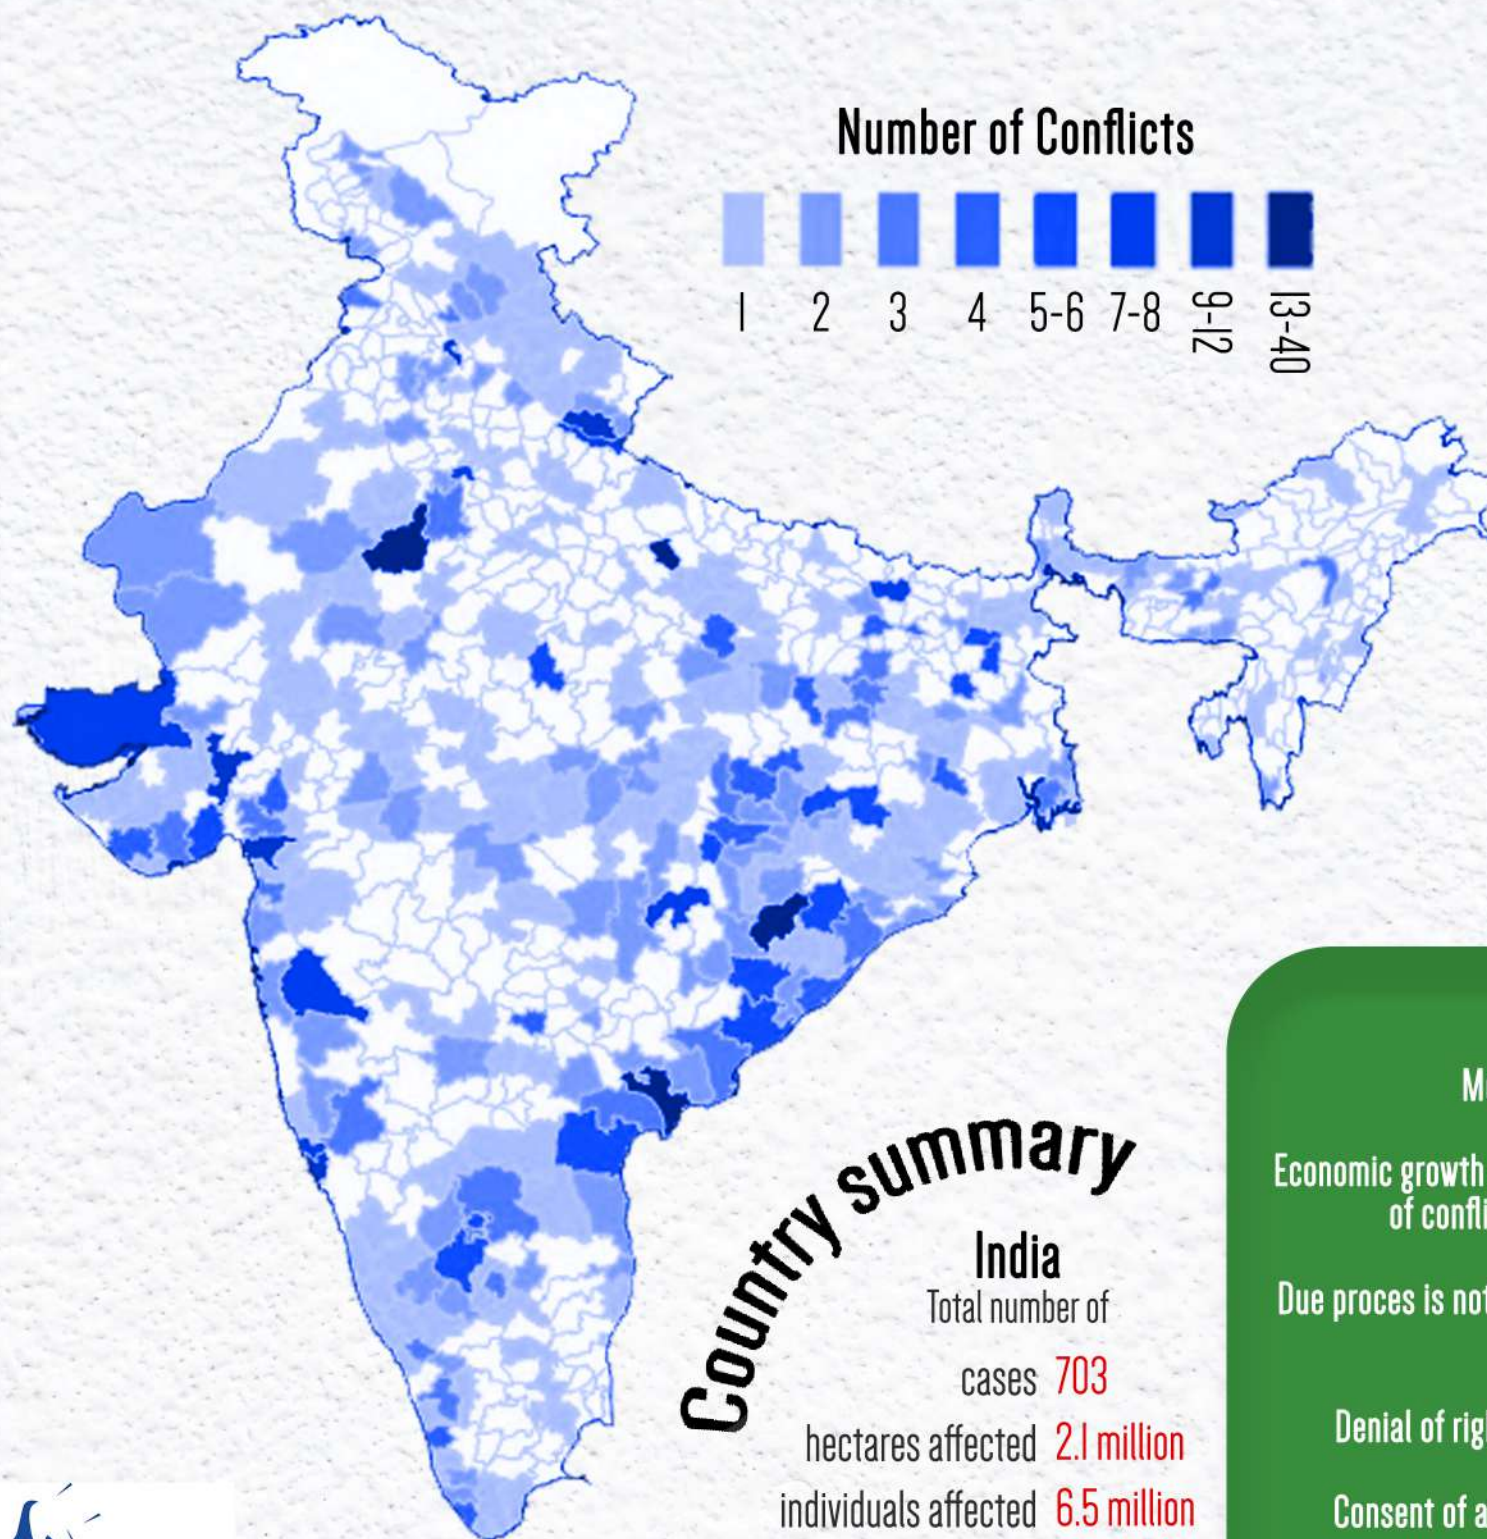 Number of Conflicts
1 2 3 4 5-6 7-8 9-12 13-40
Country summary
India
Total number of
cases 703
hectares affected 2.1 million
individuals affected 6.5 million
Economic growth
of confli
Due proces is not
Denial of rig
Consent of a